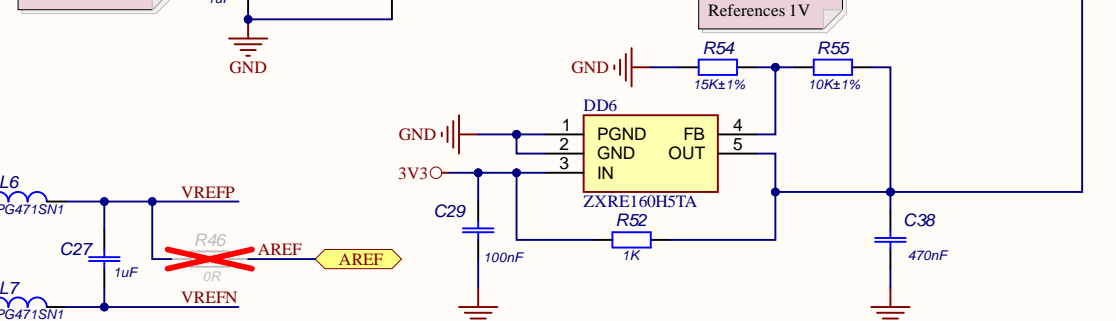 1uF
References 1V
GND
GND
R54
15K±1%
R55
10K±1%
DD6
GND
1
PGND
FB
4
2
GND
OUT
5
3V3
3
IN
ZXRE160H5TA
L6
PG471SN1
VREFP
C29
100nF
R52
1K
C38
470nF
C27
1uF
R46
0R
AREF
AREF
L7
PG471SN1
VREFN